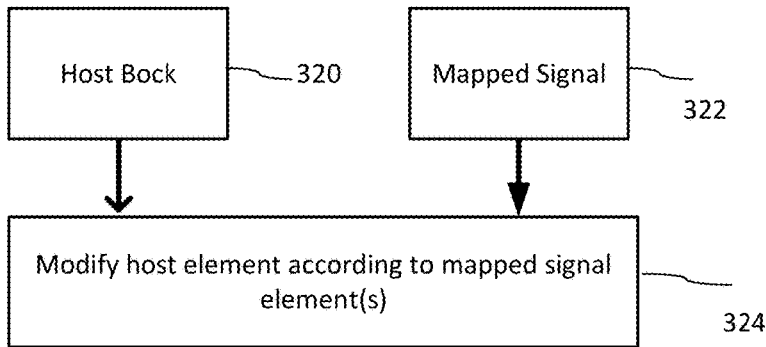 Host Bock
320
Mapped Signal
322
Modify host element according to mapped signal
element(s)
324